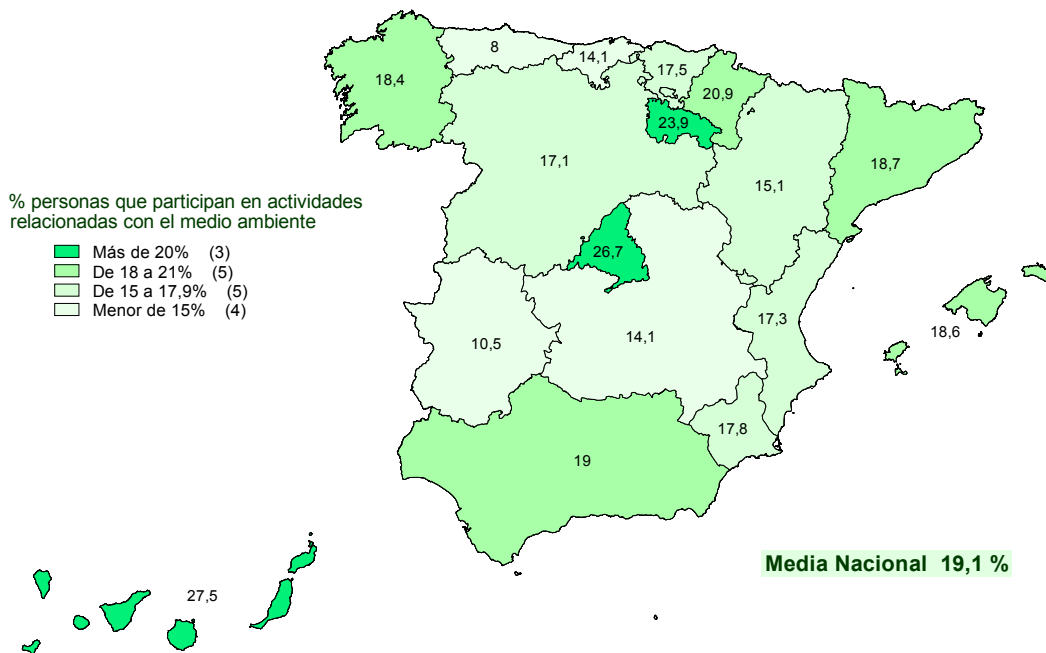 8
14,1
17,5
18,4
20,9
23,9
17,1
18,7
15,1
% personas que participan en actividades
relacionadas con el medio ambiente
Más de 20% (3)
De 18 a 21% (5)
De 15 a 17,9% (5)
Menor de 15% (4)
26,7
17,3
18,6
10,5
14,1
17,8
19
Media Nacional 19,1 %
27,5